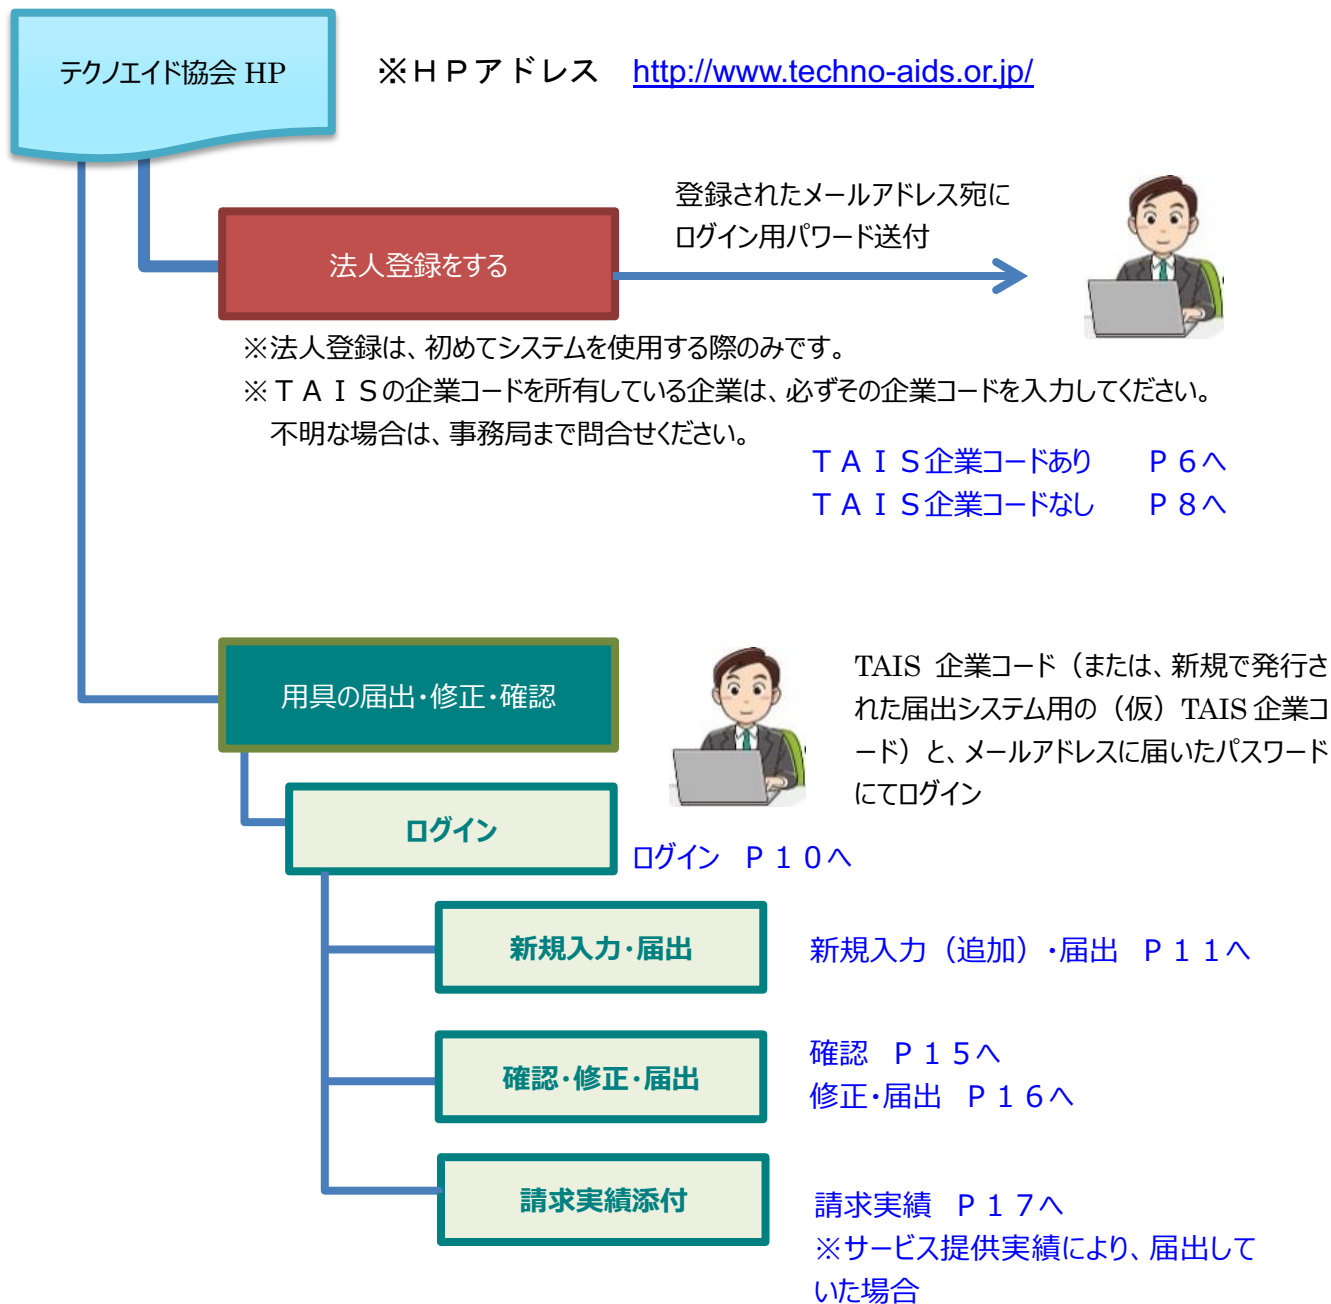 テクノエイド協会 HP
※ＨＰアドレス　http://www.techno-aids.or.jp/
登録されたメールアドレス宛に
ログイン用パワード送付
法人登録をする
※法人登録は、初めてシステムを使用する際のみです。
※ＴＡＩＳの企業コードを所有している企業は、必ずその企業コードを入力してください。
不明な場合は、事務局まで問合せください。
ＴＡＩＳ企業コードあり　　Ｐ６へ
ＴＡＩＳ企業コードなし　　Ｐ８へ
用具の届出・修正・確認
TAIS 企業コード（または、新規で発行さ
れた届出システム用の（仮）TAIS 企業コ
ード）と、メールアドレスに届いたパスワード
にてログイン
ログイン
ログイン　Ｐ１０へ
新規入力・届出
新規入力（追加）・届出　Ｐ１１へ
確認・修正・届出
確認　Ｐ１５へ
修正・届出　Ｐ１６へ
請求実績添付
請求実績　Ｐ１７へ
※サービス提供実績により、届出して
いた場合